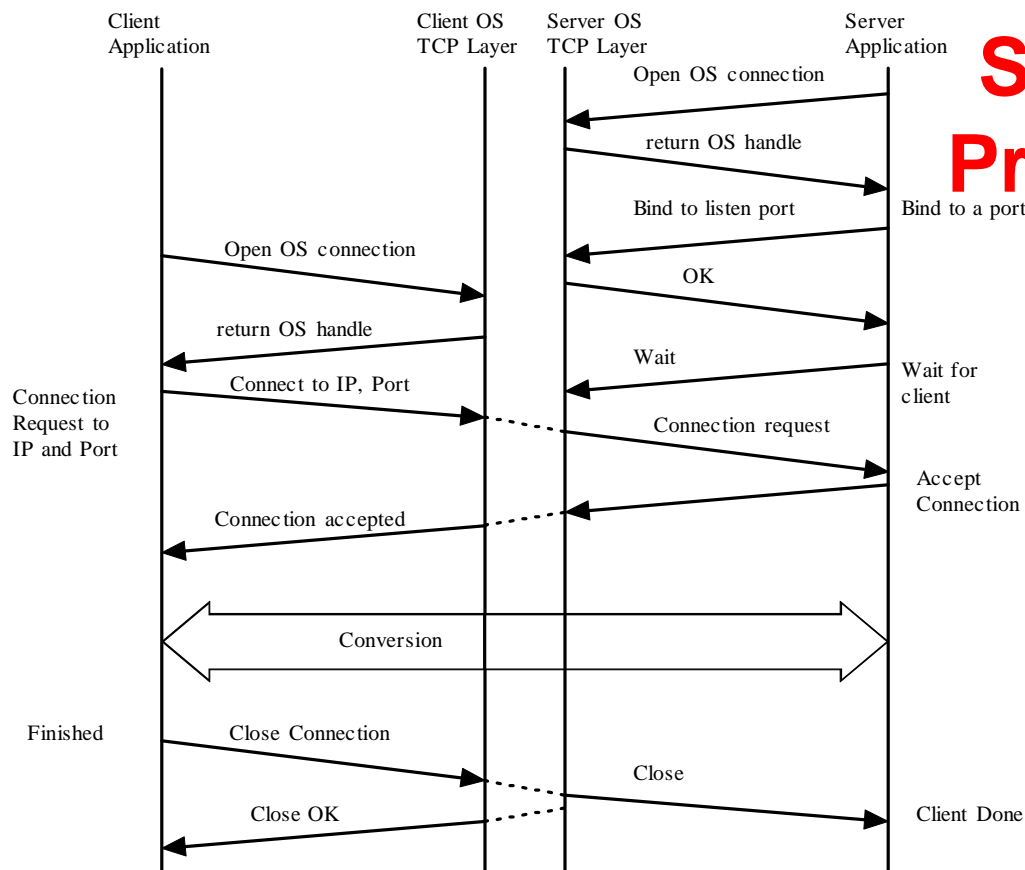 Client
Application
Client OS
TCP Layer
Server OS
TCP Layer
Server
Application
S
Pr
Open OS connection
return OS handle
Bind to listen port
Bind to a port
Open OS connection
OK
return OS handle
Wait
Wait for
client
Connect to IP, Port
Connection
Request to
IP and Port
Connection request
Accept
Connection
Connection accepted
Conversion
Finished
Close Connection
Close
Close OK
Client Done